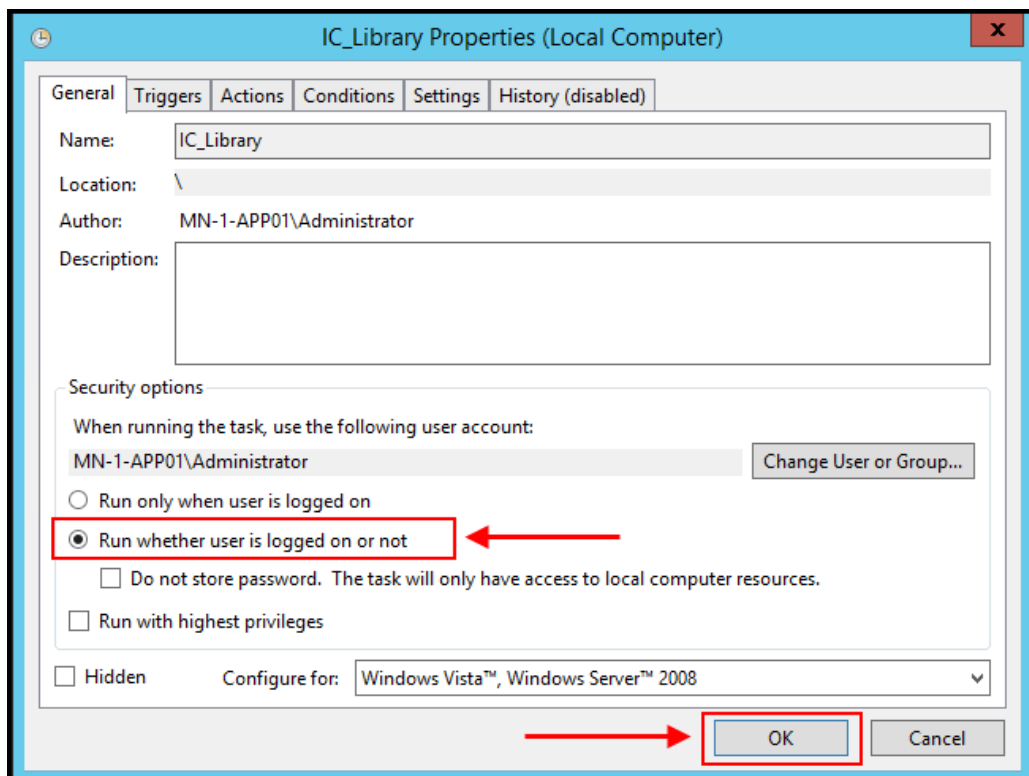 IC_Library Properties (Local Computer)
x
General Triggers Actions Conditions Settings History (disabled)
Name: IC_Library
Location: \
Author: MN-1-APP01\Administrator
Description:
Security options
When running the task, use the following user account:
MN-1-APP01\Administrator Change User or Group...
Run only when user is logged on
Run whether user is logged on or not
Do not store password. The task will only have access to local computer resources.
Run with highest privileges
Hidden Configure for: Windows Vista™, Windows Server™ 2008
OK Cancel